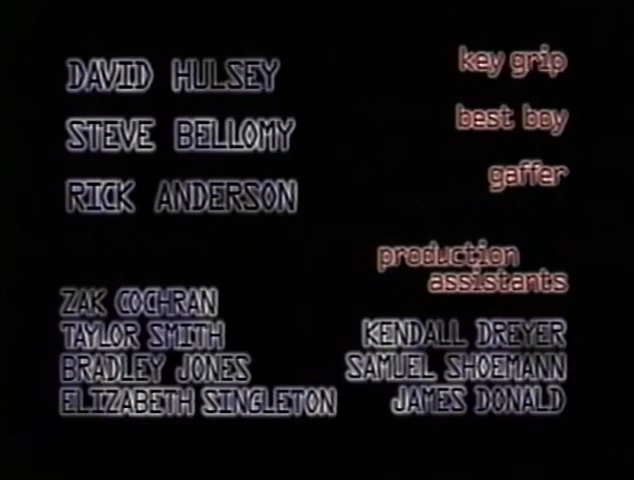 DAVID HULSEY key grip
STEVE BELLOMY best boy
RICK ANDERSON gaffer
production
assistants
ZAK COCHRAN
TAYLOR SMITH KENDALL DREYER
BRADLEY JONES SAMUEL SHOEMANN
ELIZABETH SINGLETON JAMES DONALD